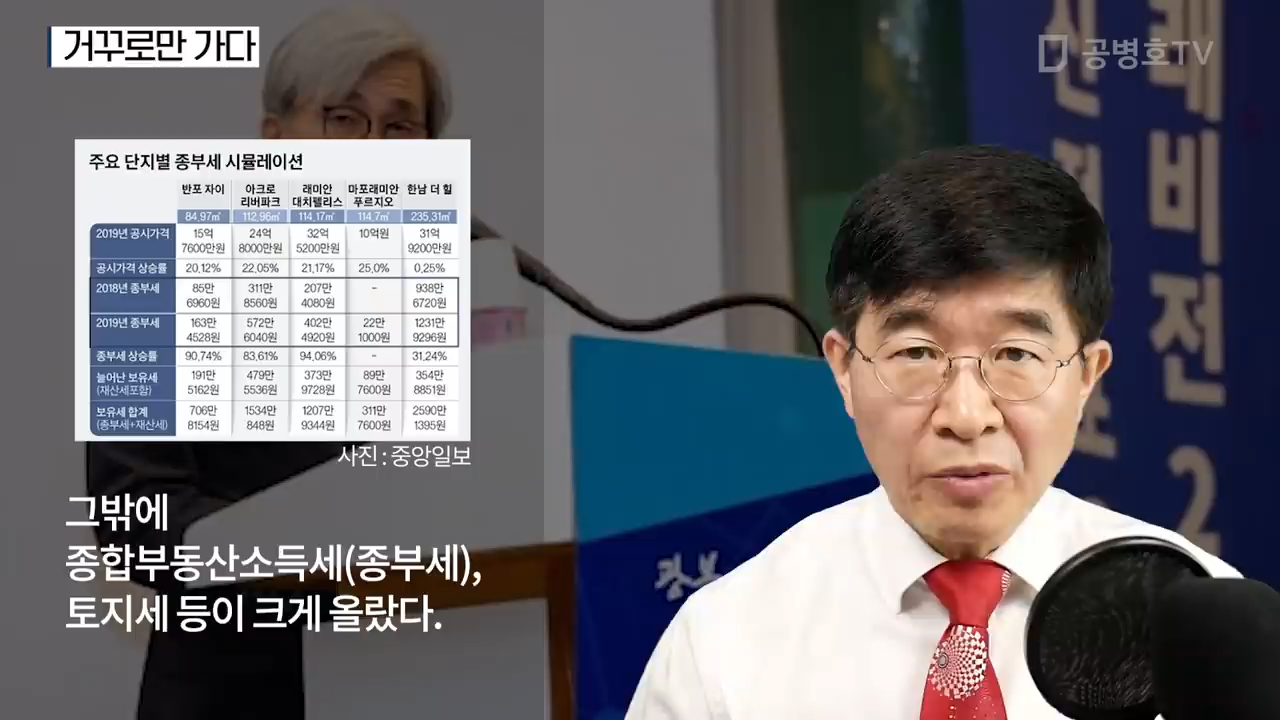 거꾸로만 가다
공병호TV
주요 단지별 종부세 시뮬레이션
반포 자이 아크로 리버파크 래미안 대치펠리스 마포래미안 푸르지오 한남 더 힐
84.97㎡ 112.96㎡ 114.17㎡ 114.7㎡ 235.31㎡
2019년 공시가격 15억 7600만원 24억 8000만원 32억 5200만원 10억원 31억 9200만원
공시가격 상승률 20.12% 22.05% 21.17% 25.0% 0.25%
2018년 종부세 85만 6960원 311만 8560원 207만 4080원 - 938만 6720원
2019년 종부세 163만 4528원 572만 6040원 402만 4920원 22만 1000원 1231만 9296원
종부세 상승률 90.74% 83.61% 94.06% - 31.24%
늘어난 보유세 (재산세포함) 191만 5162원 479만 5536원 373만 9728원 89만 7600원 354만 8851원
보유세 합계 (종부세+재산세) 706만 8154원 1534만 848원 1207만 9344원 311만 7600원 2590만 1395원
사진 : 중앙일보
그밖에
종합부동산소득세(종부세),
토지세 등이 크게 올랐다.
래비전 2
광복